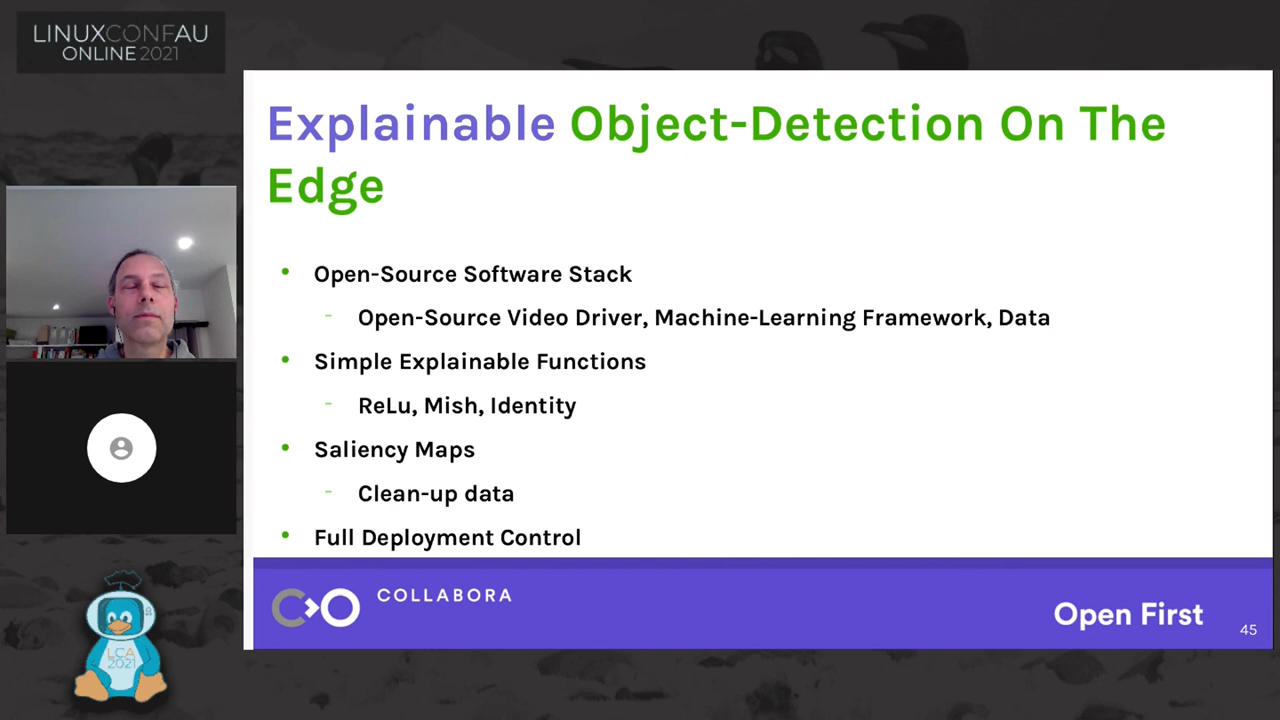 LINUXCONFAU
ONLINE 2021
Explainable Object-Detection On The
Edge
• Open-Source Software Stack
- Open-Source Video Driver, Machine-Learning Framework, Data
• Simple Explainable Functions
- ReLu, Mish, Identity
• Saliency Maps
- Clean-up data
• Full Deployment Control
COLLABORA
Open First
45
LCA
2021